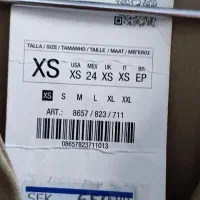 TALLA / SIZE / TAMANHO / TAILLE / MAAT / ΜΕΓΕΘΟΣ
XS
USA MEX UK IT BR
XS 24 XS XS EP
XS S M L XL XXL
ART.: 8657 / 823 / 711
08657823711013
SEK